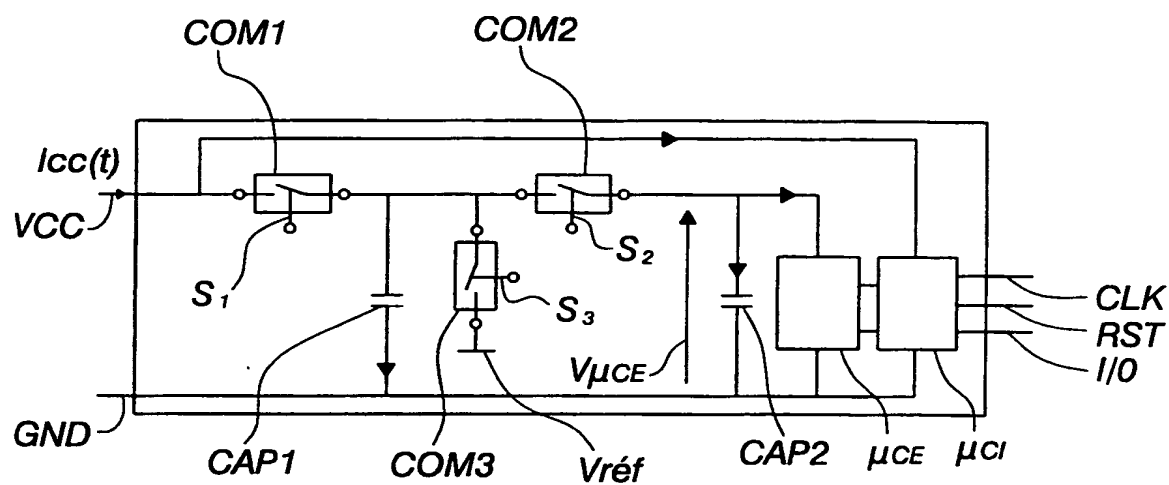 COM1
COM2
Icc(t)
VCC
S1
S2
S3
VμCE
CLK
RST
I/0
GND
CAP1
COM3
Vréf
CAP2
μCE
μCI